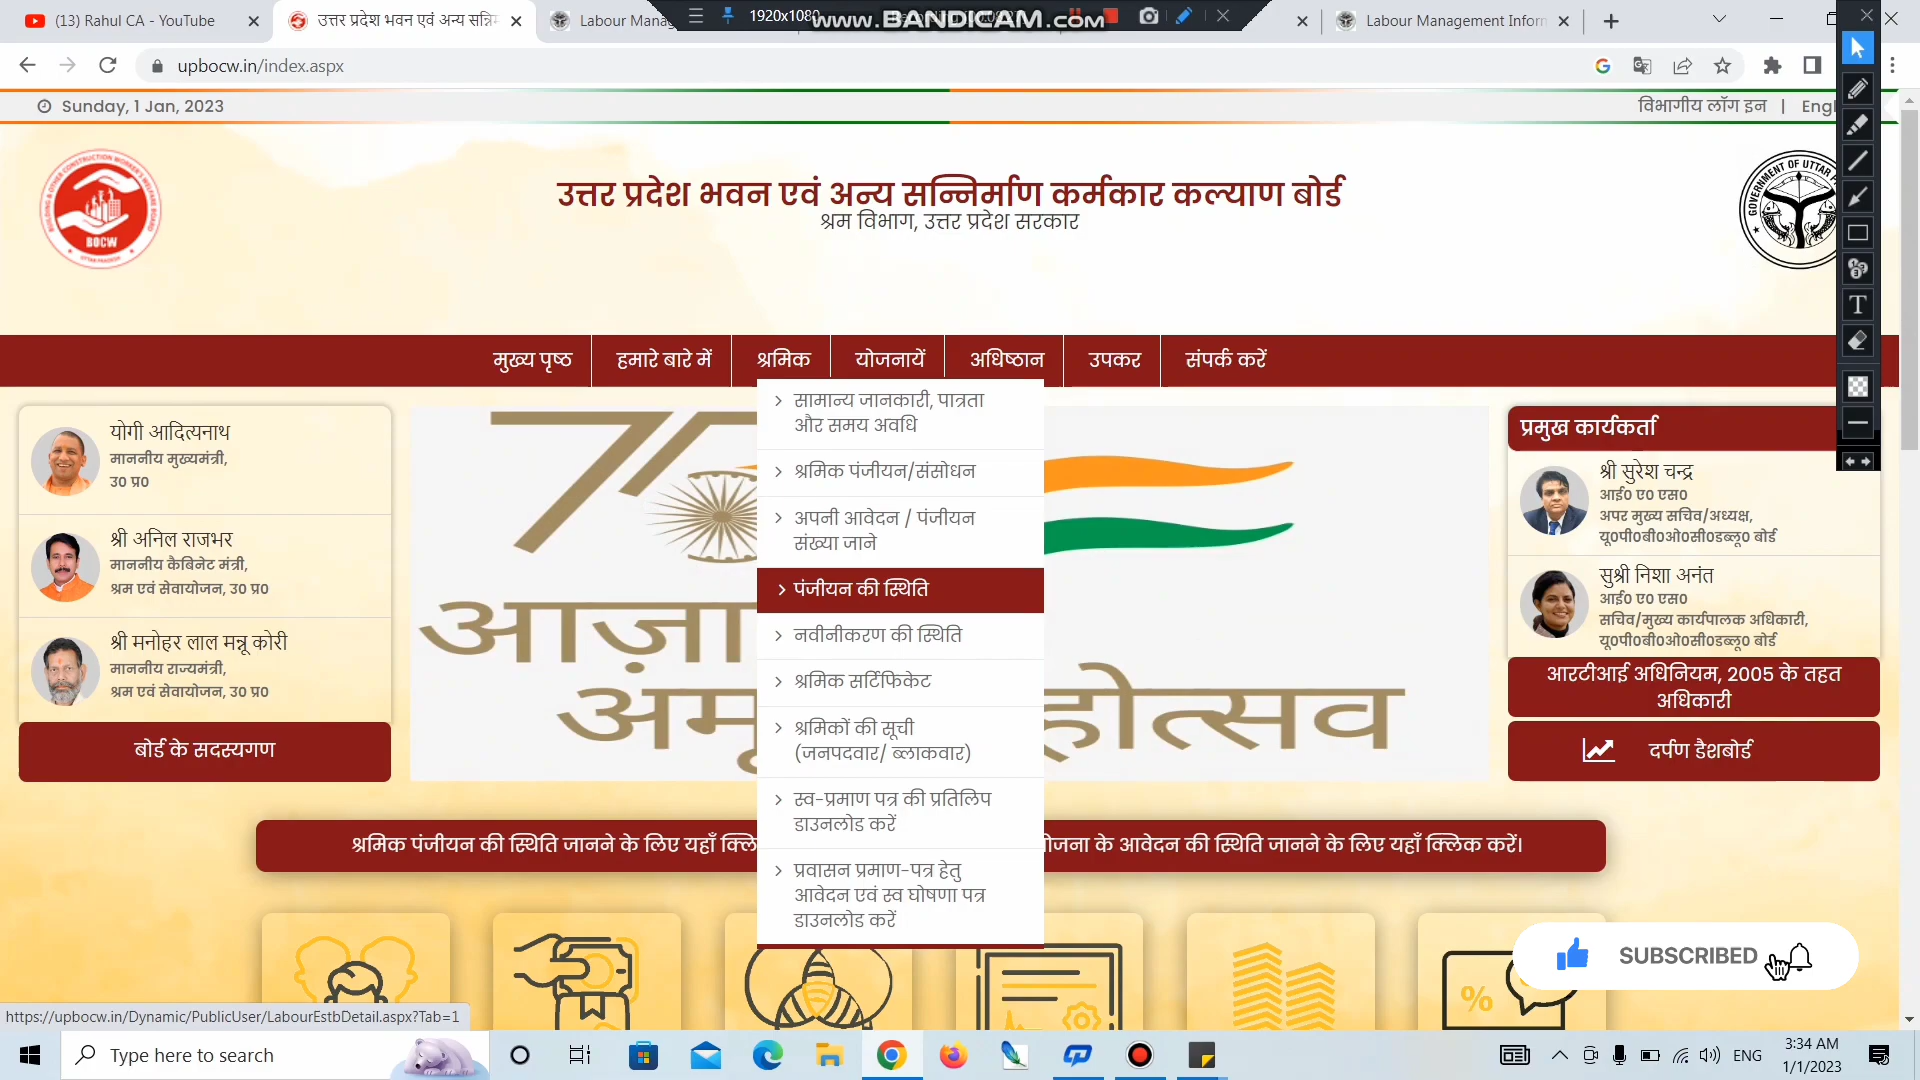 (13) Rahul CA - YouTube
उत्तर प्रदेश भवन एवं अन्य सन्नि
Labour Manag
1920x1080
www.BANDICAM.com
Labour Management Inform
upbocw.in/index.aspx
Sunday, 1 Jan, 2023
विभागीय लॉग इन | Engl
उत्तर प्रदेश भवन एवं अन्य सन्निर्माण कर्मकार कल्याण बोर्ड
श्रम विभाग, उत्तर प्रदेश सरकार
BOCW
मुख्य पृष्ठ
हमारे बारे में
श्रमिक
योजनायें
अधिष्ठान
उपकर
संपर्क करें
सामान्य जानकारी, पात्रता
और समय अवधि
श्रमिक पंजीयन/संसोधन
अपनी आवेदन / पंजीयन
संख्या जाने
पंजीयन की स्थिति
नवीनीकरण की स्थिति
श्रमिक सर्टिफिकेट
श्रमिकों की सूची
(जनपदवार/ ब्लाकवार)
स्व-प्रमाण पत्र की प्रतिलिप
डाउनलोड करें
प्रवासन प्रमाण-पत्र हेतु
आवेदन एवं स्व घोषणा पत्र
डाउनलोड करें
योगी आदित्यनाथ
माननीय मुख्यमंत्री,
उ0 प्र0
श्री अनिल राजभर
माननीय कैबिनेट मंत्री,
श्रम एवं सेवायोजन, उ0 प्र0
श्री मनोहर लाल मन्नू कोरी
माननीय राज्यमंत्री,
श्रम एवं सेवायोजन, उ0 प्र0
बोर्ड के सदस्यगण
प्रमुख कार्यकर्ता
श्री सुरेश चन्द्र
आई0 ए0 एस0
अपर मुख्य सचिव/अध्यक्ष,
यू0पी0बी0ओ0सी0डब्लू0 बोर्ड
सुश्री निशा अनंत
आई0 ए0 एस0
सचिव/मुख्य कार्यपालक अधिकारी,
यू0पी0बी0ओ0सी0डब्लू0 बोर्ड
आरटीआई अधिनियम, 2005 के तहत
अधिकारी
दर्पण डैशबोर्ड
श्रमिक पंजीयन की स्थिति जानने के लिए यहाँ क्लि
ोजना के आवेदन की स्थिति जानने के लिए यहाँ क्लिक करें।
%
SUBSCRIBED
https://upbocw.in/Dynamic/PublicUser/LabourEstbDetail.aspx?Tab=1
Type here to search
ENG
3:34 AM
1/1/2023